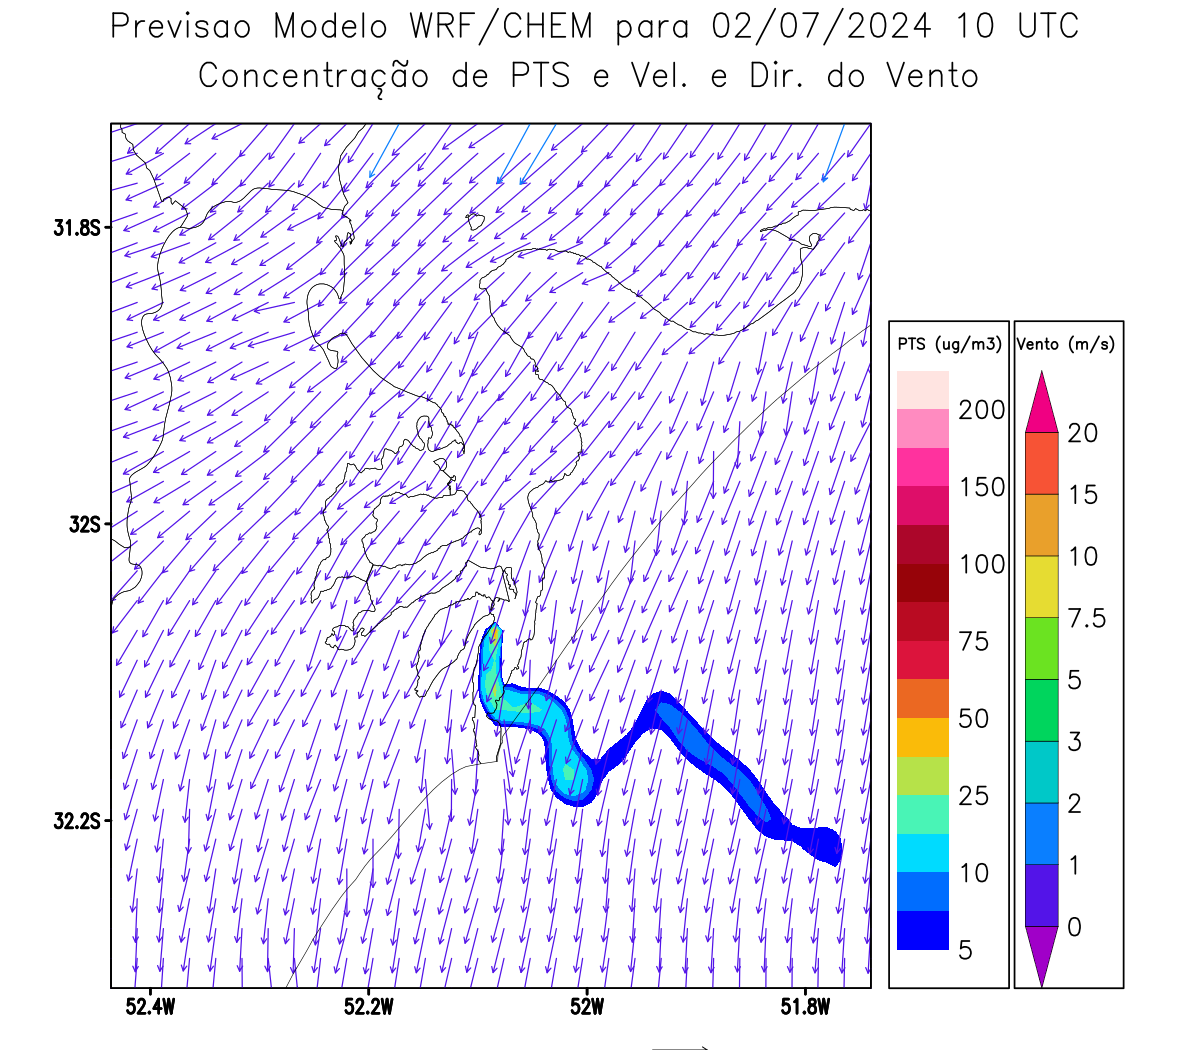 Previsao Modelo WRF/CHEM para 02/07/2024 10 UTC
Concentração de PTS e Vel. e Dir. do Vento
31.8S
32S
32.2S
52.4W
52.2W
52W
51.8W
PTS (ug/m3)
200
150
100
75
50
25
10
5
Vento (m/s)
20
15
10
7.5
5
3
2
1
0